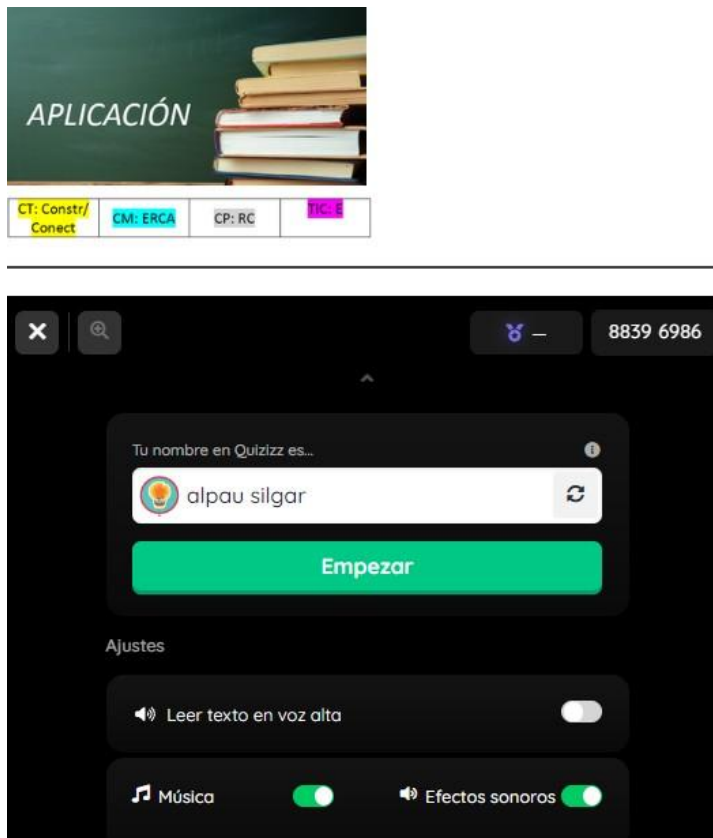 APLICACIÓN
CT: Constr/
Conect
CM: ERCA
CP: RC
TIC: E
8839 6986
Tu nombre en Quizizz es...
alpau silgar
Empezar
Ajustes
Leer texto en voz alta
Música
Efectos sonoros